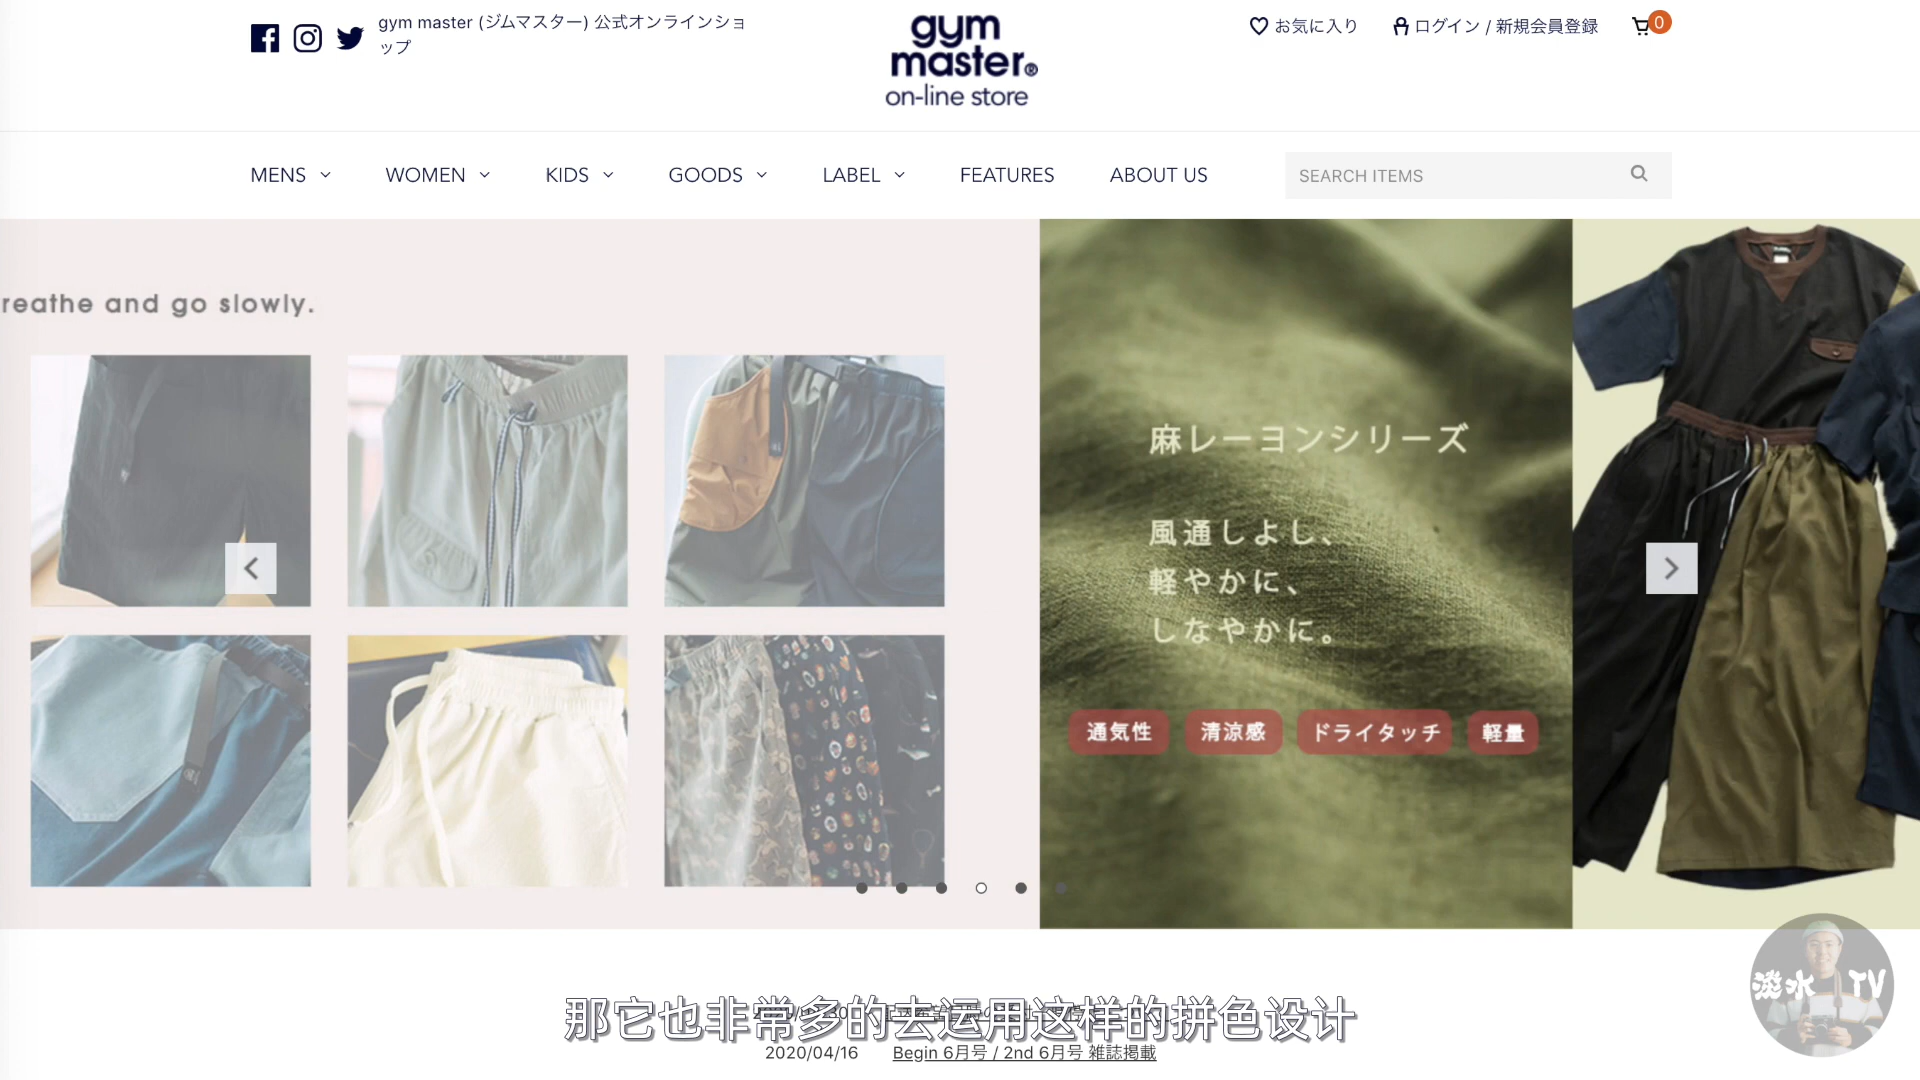 gym master (ジムマスター) 公式オンラインショ
ップ
gym
master®
on-line store
お気に入り
ログイン / 新規会員登録
0
MENS
WOMEN
KIDS
GOODS
LABEL
FEATURES
ABOUT US
SEARCH ITEMS
reathe and go slowly.
麻レーヨンシリーズ
風通しよし、
軽やかに、
しなやかに。
通気性
清涼感
ドライタッチ
軽量
淡水 TV
那它也非常多的去运用这样的拼色设计
2020/04/16
Begin 6月号 / 2nd 6月号 雑誌掲載